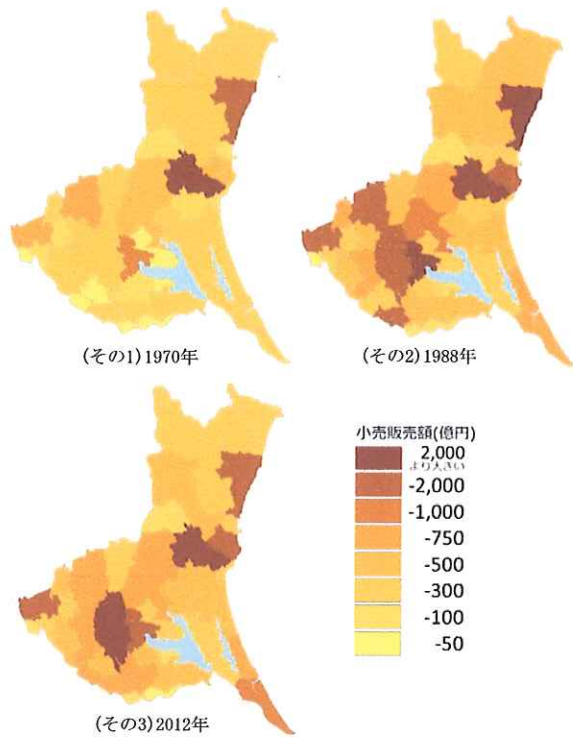 (その1)1970年
(その2)1988年
小売販売額(億円)
2,000
より大きい
-2,000
-1,000
-750
-500
-300
-100
-50
(その3)2012年